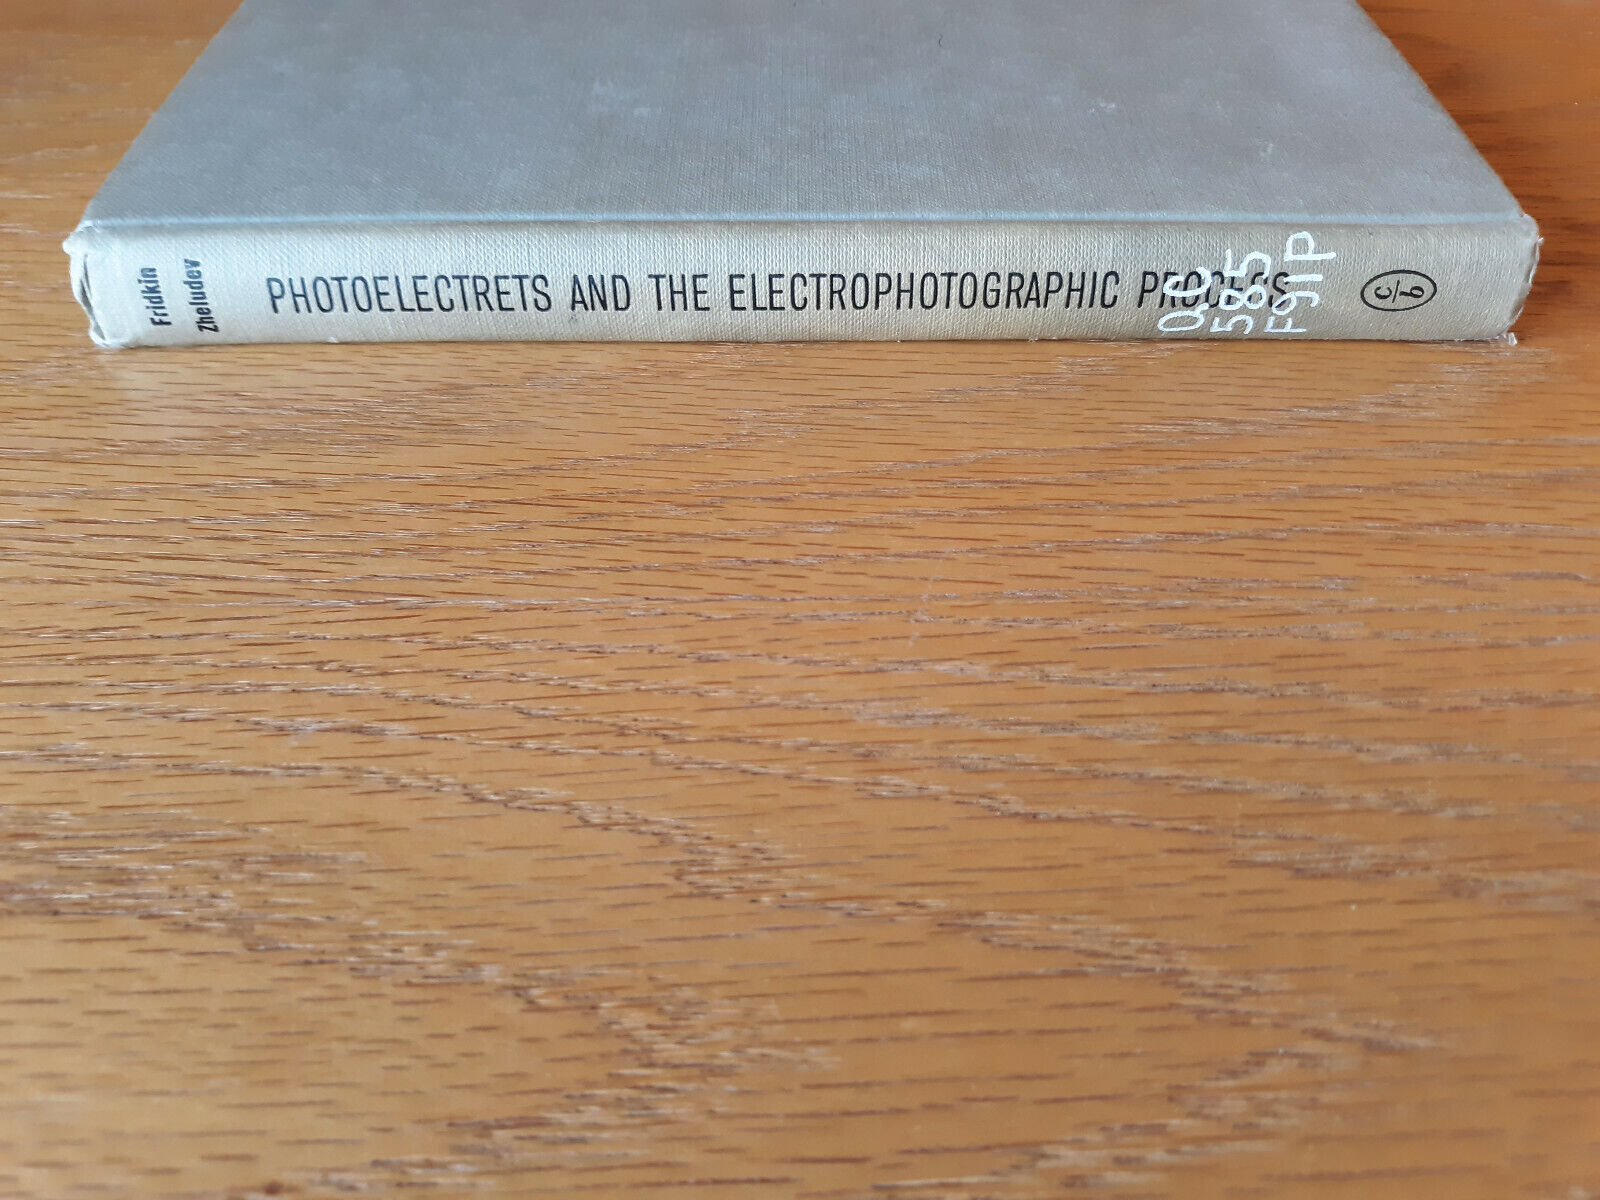 Fridkin
Zheludev
PHOTOELECTRETS AND THE ELECTROPHOTOGRAPHIC PROCESS
QC
585
F91P
c/b